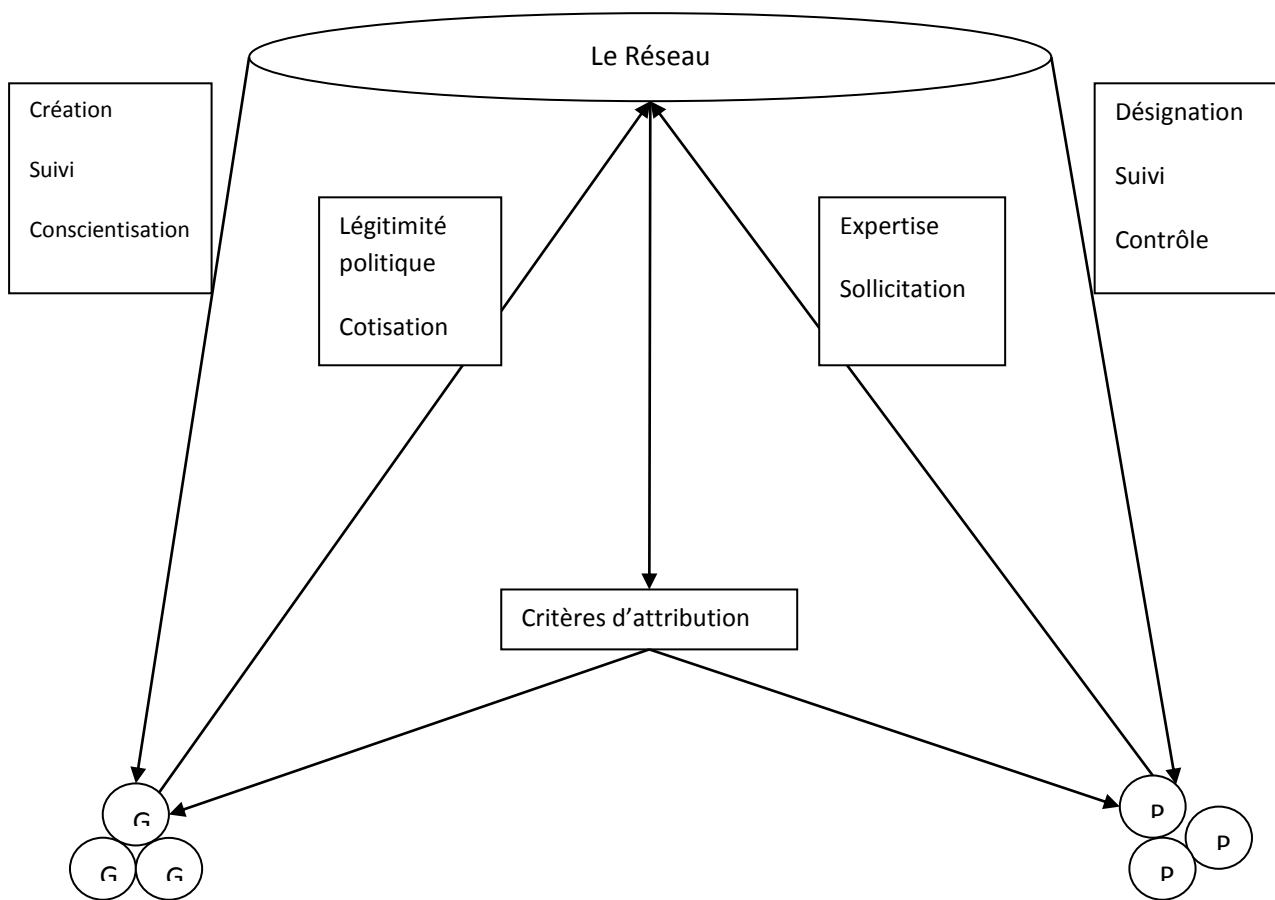 Le Réseau
Création
Suivi
Conscientisation
Désignation
Suivi
Contrôle
Légitimité
politique
Cotisation
Expertise
Sollicitation
Critères d’attribution
G
G
G
P
P
P